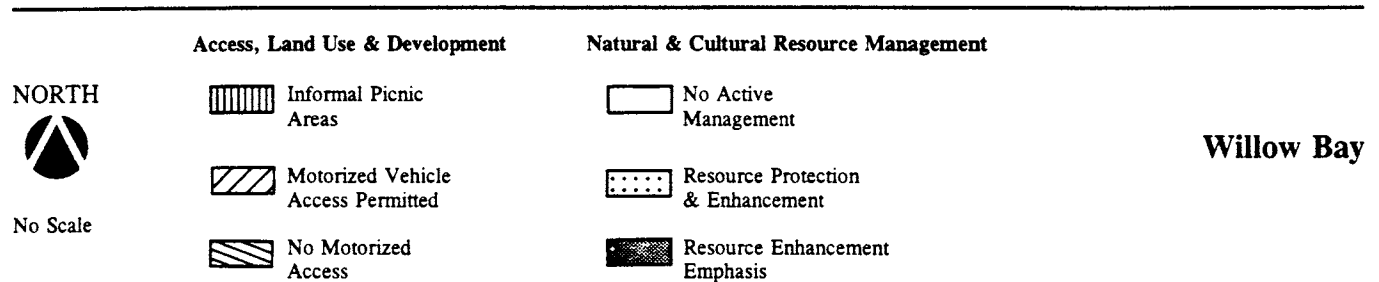 Access, Land Use & Development
Natural & Cultural Resource Management
NORTH
No Scale
Informal Picnic
Areas
Motorized Vehicle
Access Permitted
No Motorized
Access
No Active
Management
Resource Protection
& Enhancement
Resource Enhancement
Emphasis
Willow Bay